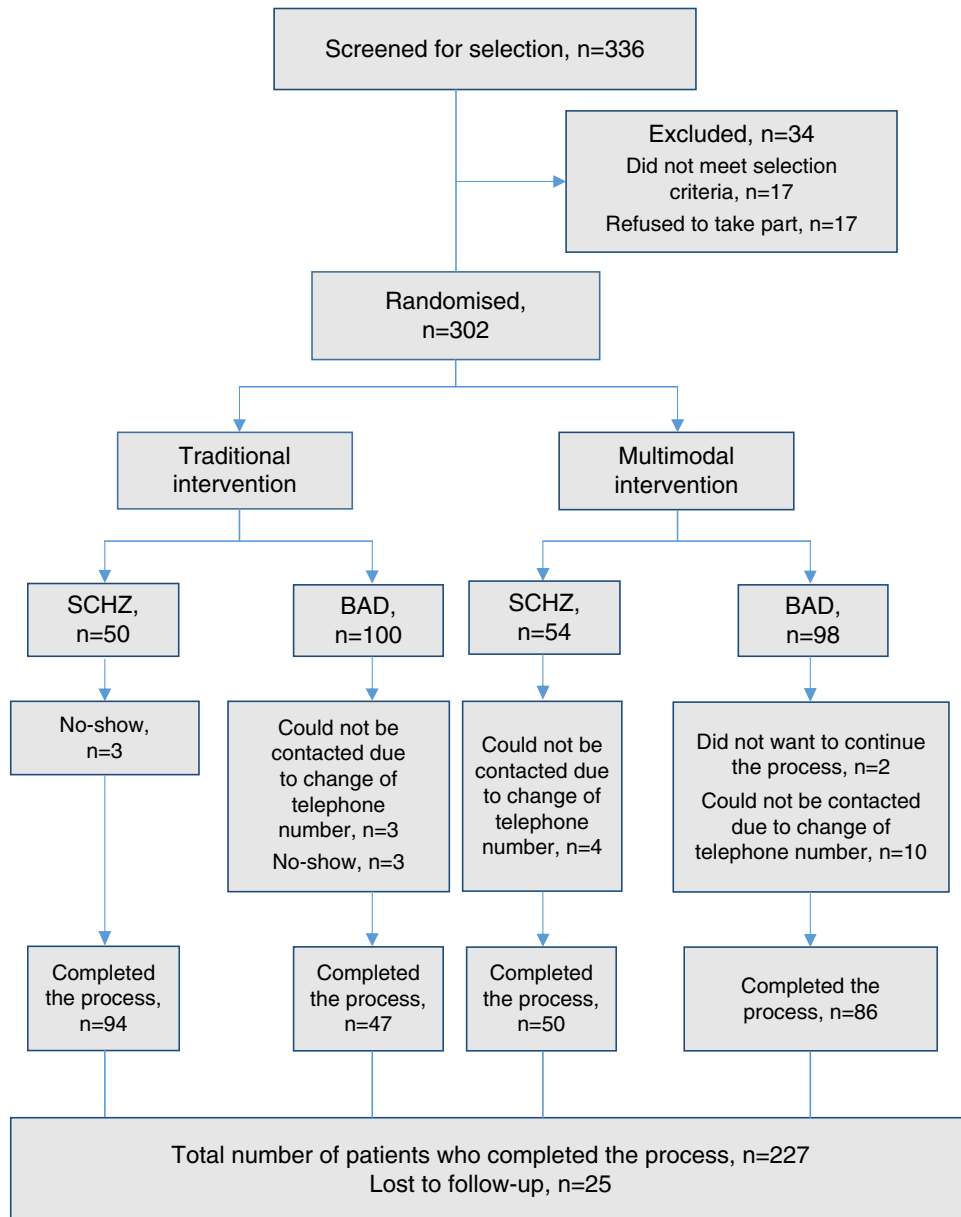 Screened for selection, n=336
Excluded, n=34
Did not meet selection
criteria, n=17
Refused to take part, n=17
Randomised,
n=302
Traditional
intervention
Multimodal
intervention
SCHZ,
n=50
BAD,
n=100
SCHZ,
n=54
BAD,
n=98
No-show,
n=3
Could not be
contacted due
to change of
telephone
number, n=3
No-show, n=3
Could not be
contacted due
to change of
telephone
number, n=4
Did not want to continue
the process, n=2
Could not be contacted
due to change of
telephone number, n=10
Completed
the process,
n=94
Completed
the process,
n=47
Completed
the process,
n=50
Completed the
process, n=86
Total number of patients who completed the process, n=227
Lost to follow-up, n=25